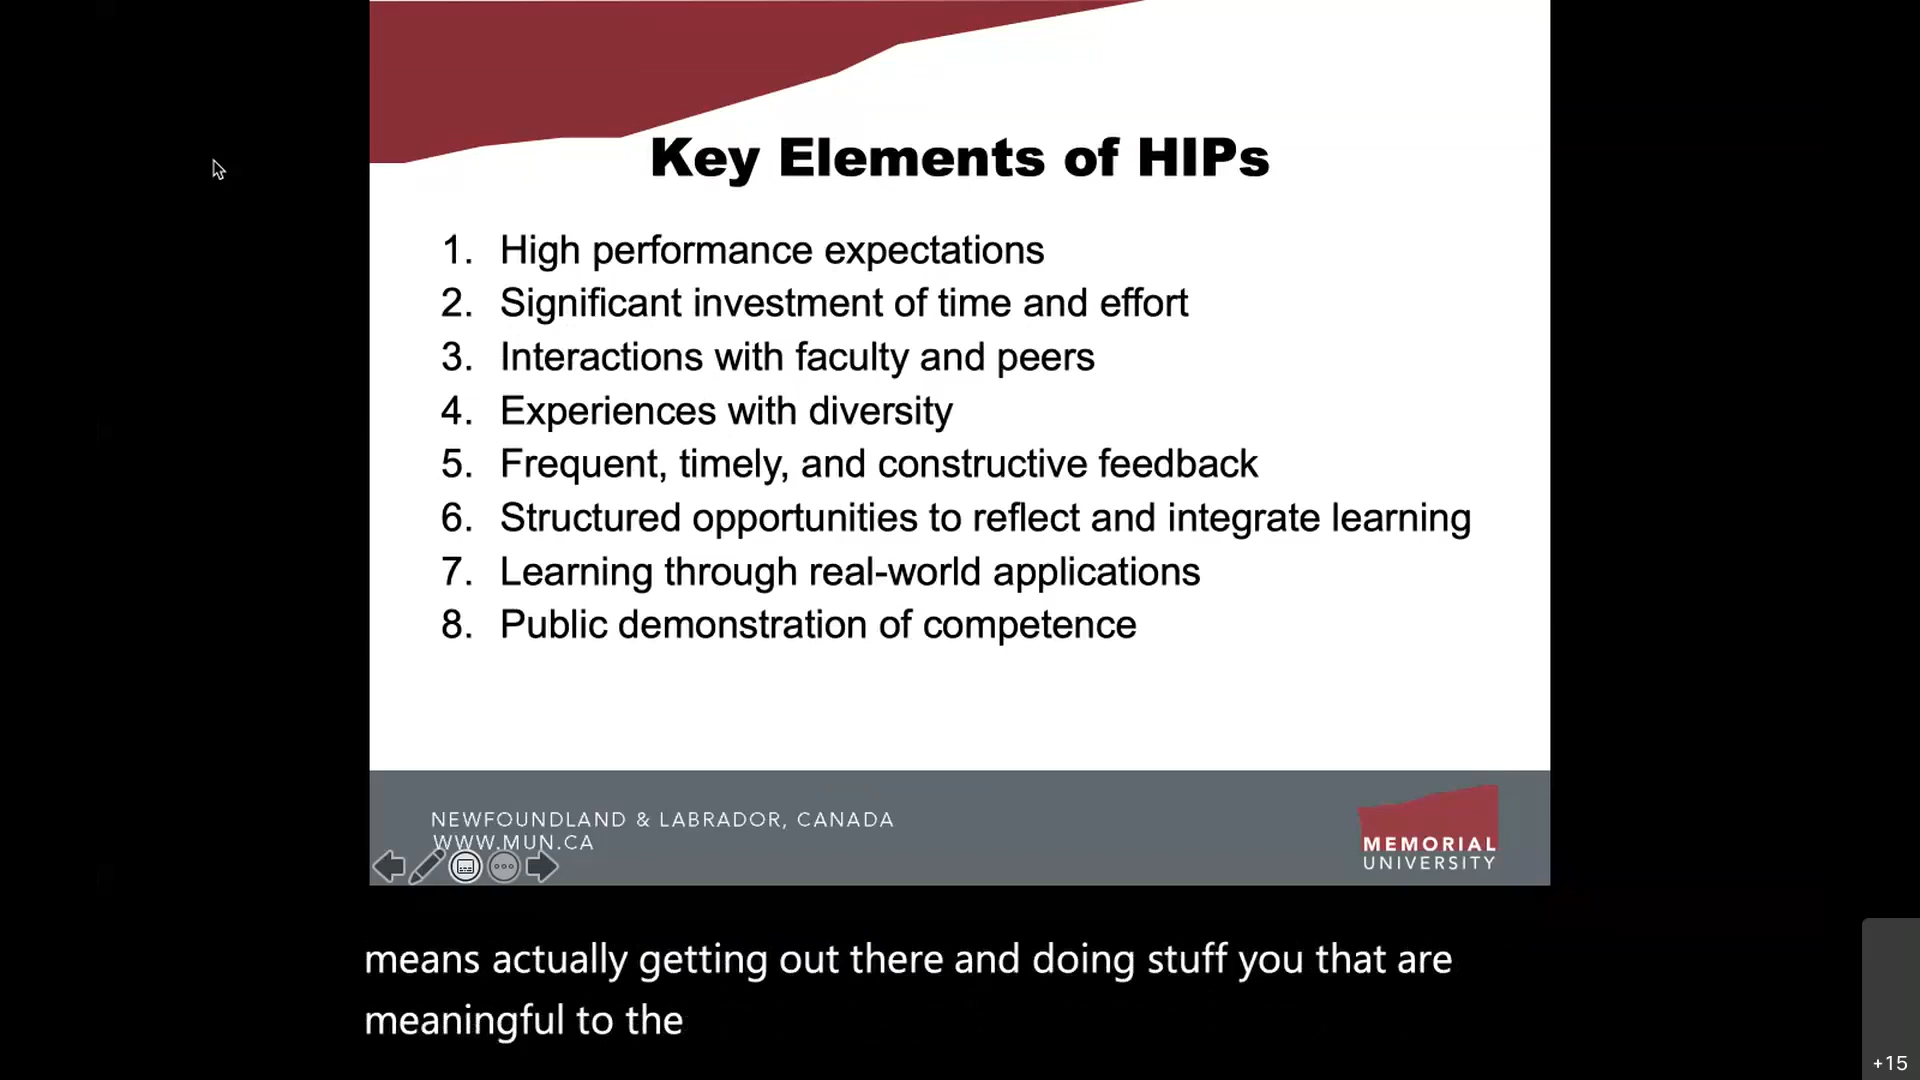 Key Elements of HIPs
1. High performance expectations
2. Significant investment of time and effort
3. Interactions with faculty and peers
4. Experiences with diversity
5. Frequent, timely, and constructive feedback
6. Structured opportunities to reflect and integrate learning
7. Learning through real-world applications
8. Public demonstration of competence
NEWFOUNDLAND & LABRADOR, CANADA
WWW.MUN.CA
MEMORIAL
UNIVERSITY
means actually getting out there and doing stuff you that are
meaningful to the
+15